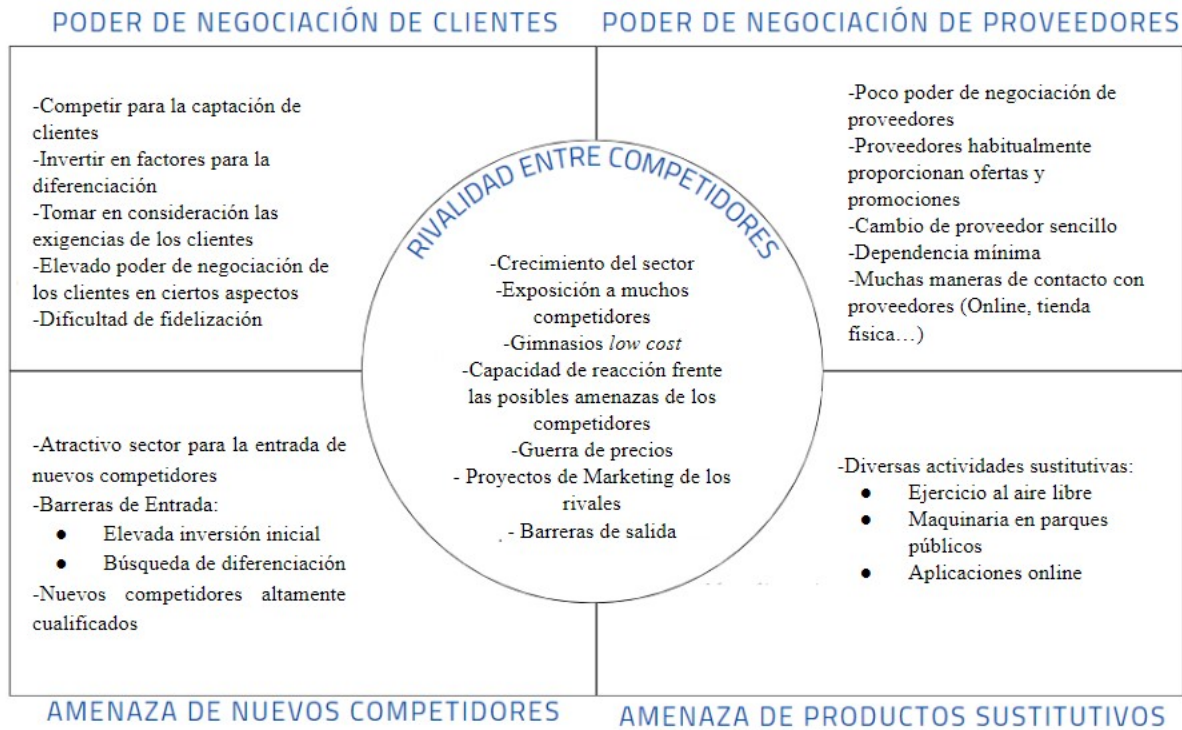 PODER DE NEGOCIACIÓN DE CLIENTES
-Competir para la captación de
clientes
-Invertir en factores para la
diferenciación
-Tomar en consideración las
exigencias de los clientes
-Elevado poder de negociación de
los clientes en ciertos aspectos
-Dificultad de fidelización
PODER DE NEGOCIACIÓN DE PROVEEDORES
-Poco poder de negociación de
proveedores
-Proveedores habitualmente
proporcionan ofertas y
promociones
-Cambio de proveedor sencillo
-Dependencia mínima
-Muchas maneras de contacto con
proveedores (Online, tienda
física…)
RIVALIDAD ENTRE COMPETIDORES
-Crecimiento del sector
-Exposición a muchos
competidores
-Gimnasios low cost
-Capacidad de reacción frente
las posibles amenazas de los
competidores
-Guerra de precios
- Proyectos de Marketing de los
rivales
- Barreras de salida
-Atractivo sector para la entrada de
nuevos competidores
-Barreras de Entrada:
● Elevada inversión inicial
● Búsqueda de diferenciación
-Nuevos competidores altamente
cualificados
AMENAZA DE NUEVOS COMPETIDORES
-Diversas actividades sustitutivas:
● Ejercicio al aire libre
● Maquinaria en parques
públicos
● Aplicaciones online
AMENAZA DE PRODUCTOS SUSTITUTIVOS